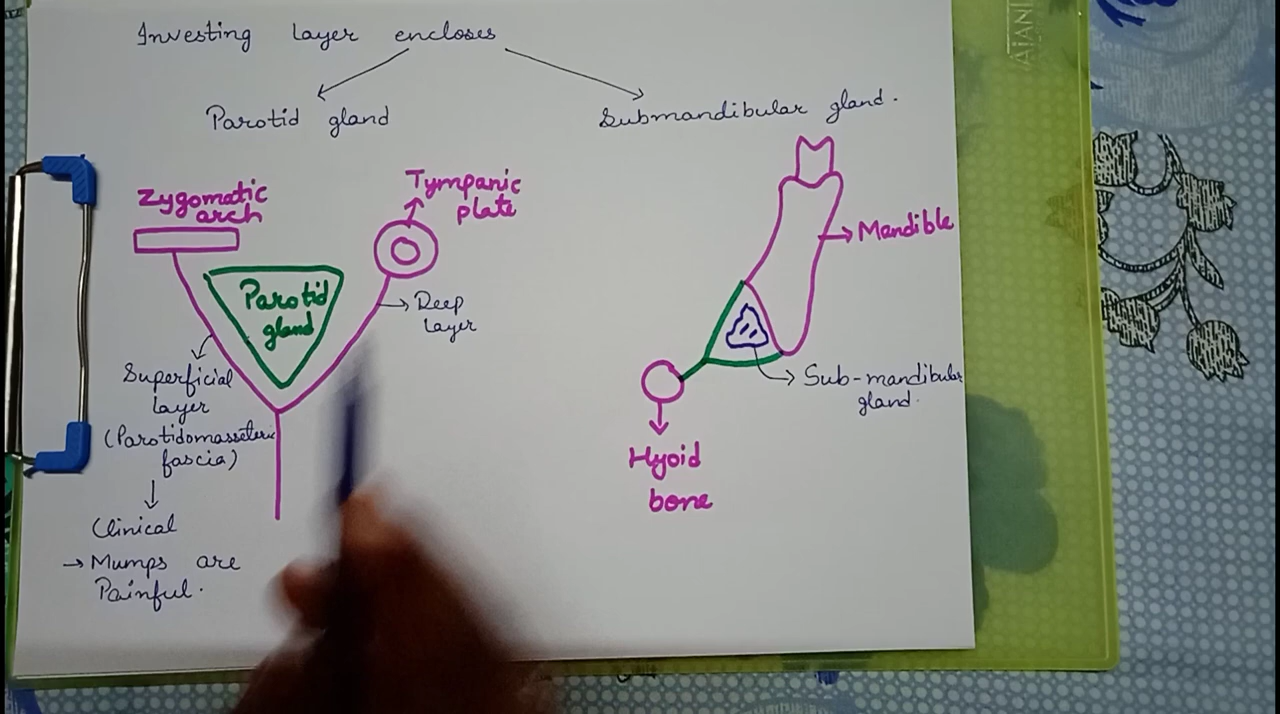 Investing layer encloses
Parotid gland
Submandibular gland.
Zygomatic
arch
Tympanic
plate
Parotid
gland
Deep
layer
Superficial
layer
(Parotidomasseteric
fascia)
Clinical
→ Mumps are
Painful.
Mandible
Sub-mandibular
gland.
Hyoid
bone